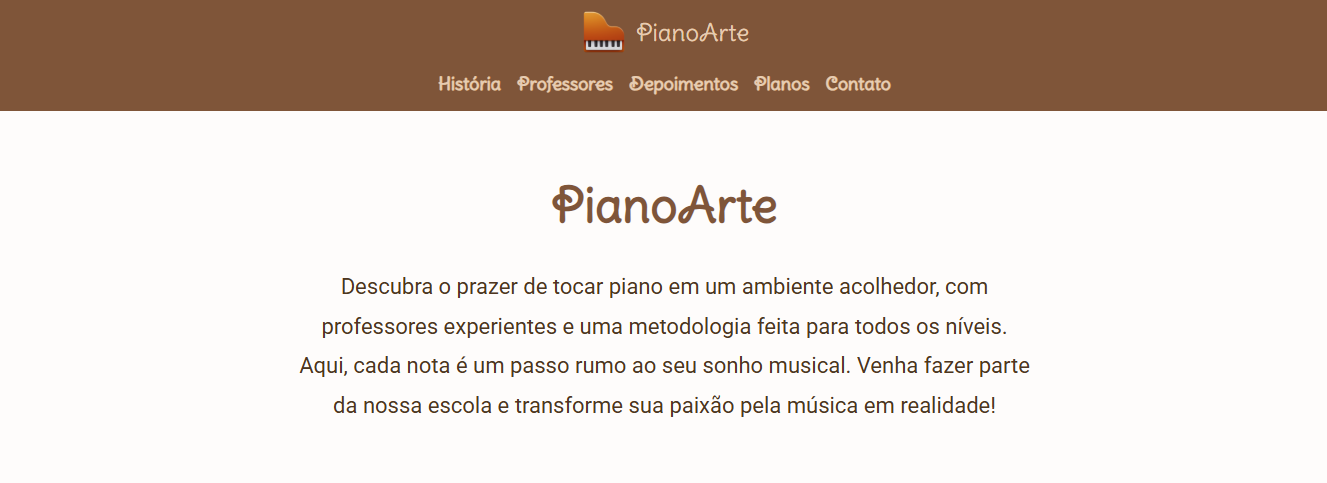 PianoArte
História Professores Depoimentos Planos Contato
PianoArte
Descubra o prazer de tocar piano em um ambiente acolhedor, com
professores experientes e uma metodologia feita para todos os níveis.
Aqui, cada nota é um passo rumo ao seu sonho musical. Venha fazer parte
da nossa escola e transforme sua paixão pela música em realidade!